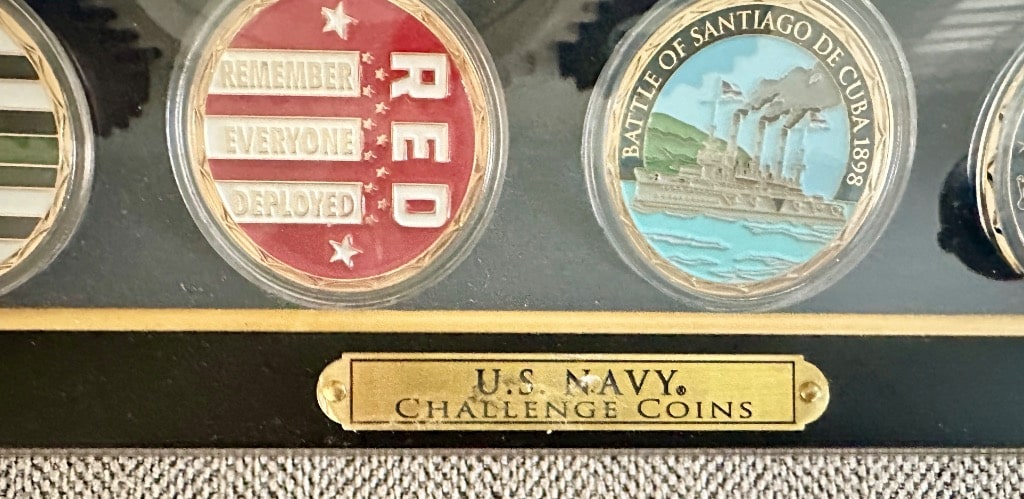 REMEMBER
EVERYONE
DEPLOYED
RED
BATTLE OF SANTIAGO DE CUBA 1898
U.S. NAVY®
CHALLENGE COINS